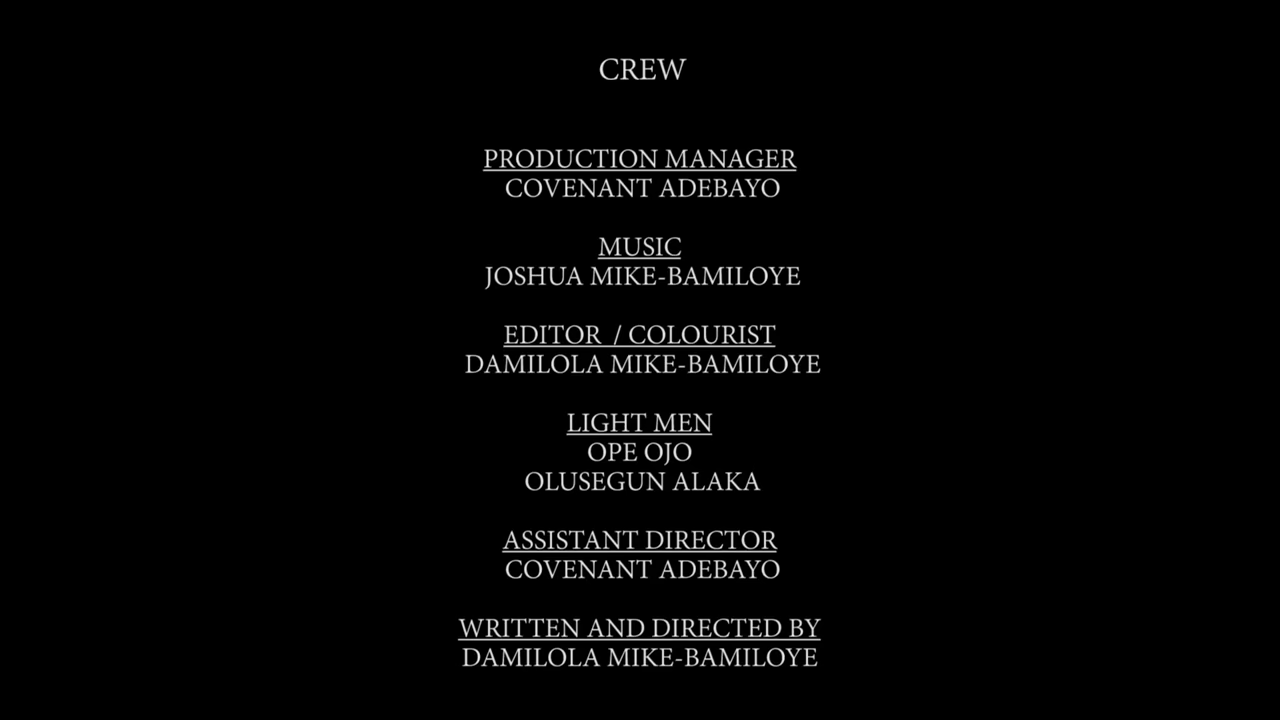 CREW
PRODUCTION MANAGER
COVENANT ADEBAYO
MUSIC
JOSHUA MIKE-BAMILOYE
EDITOR / COLOURIST
DAMILOLA MIKE-BAMILOYE
LIGHT MEN
OPE OJO
OLUSEGUN ALAKA
ASSISTANT DIRECTOR
COVENANT ADEBAYO
WRITTEN AND DIRECTED BY
DAMILOLA MIKE-BAMILOYE